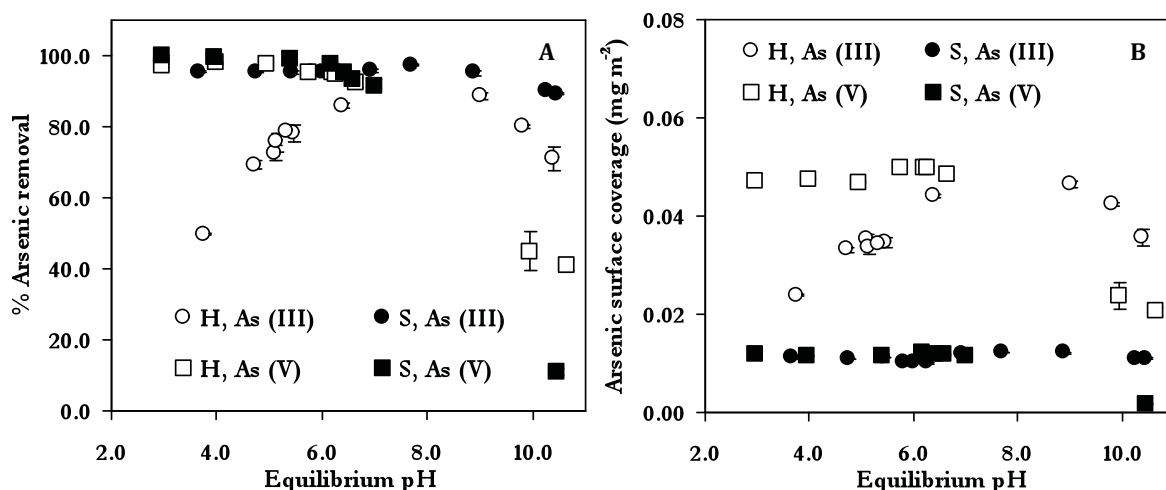 A
% Arsenic removal
100.0
80.0
60.0
40.0
20.0
0.0
H, As (III)
S, As (III)
H, As (V)
S, As (V)
2.0 4.0 6.0 8.0 10.0
Equilibrium pH
B
Arsenic surface coverage (mg m⁻²)
0.08
0.06
0.04
0.02
0.00
H, As (III)
S, As (III)
H, As (V)
S, As (V)
2.0 4.0 6.0 8.0 10.0
Equilibrium pH